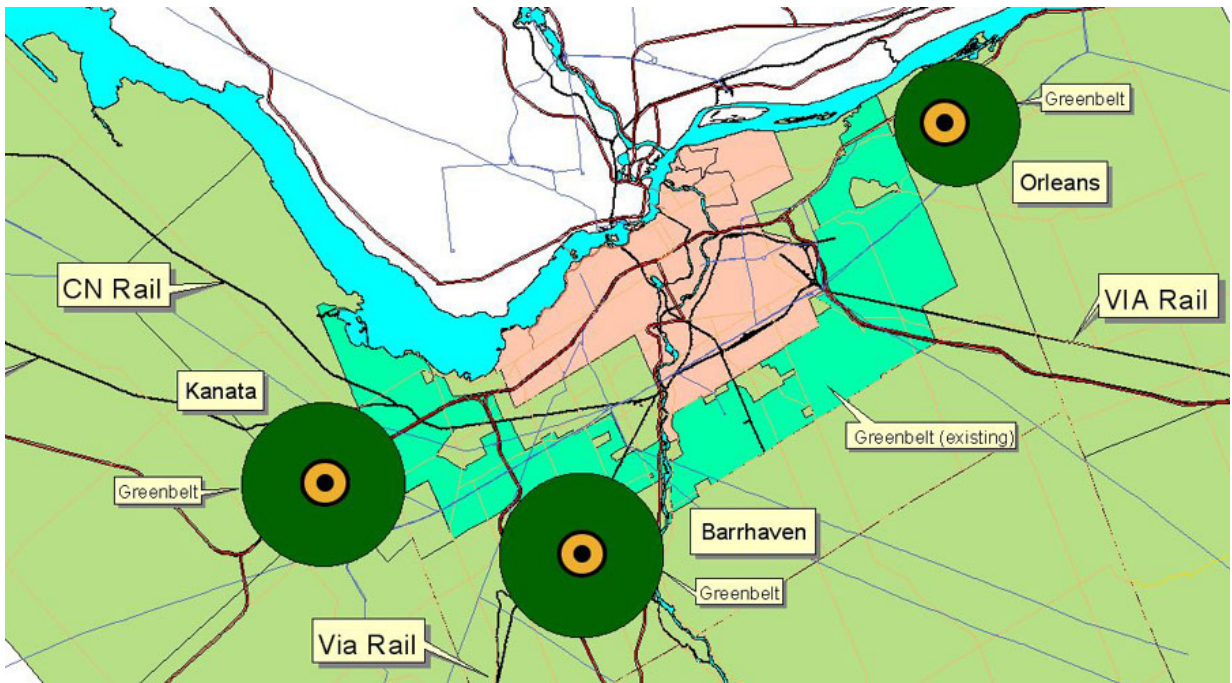 Greenbelt
Orleans
CN Rail
VIA Rail
Kanata
Greenbelt (existing)
Greenbelt
Barrhaven
Greenbelt
Via Rail